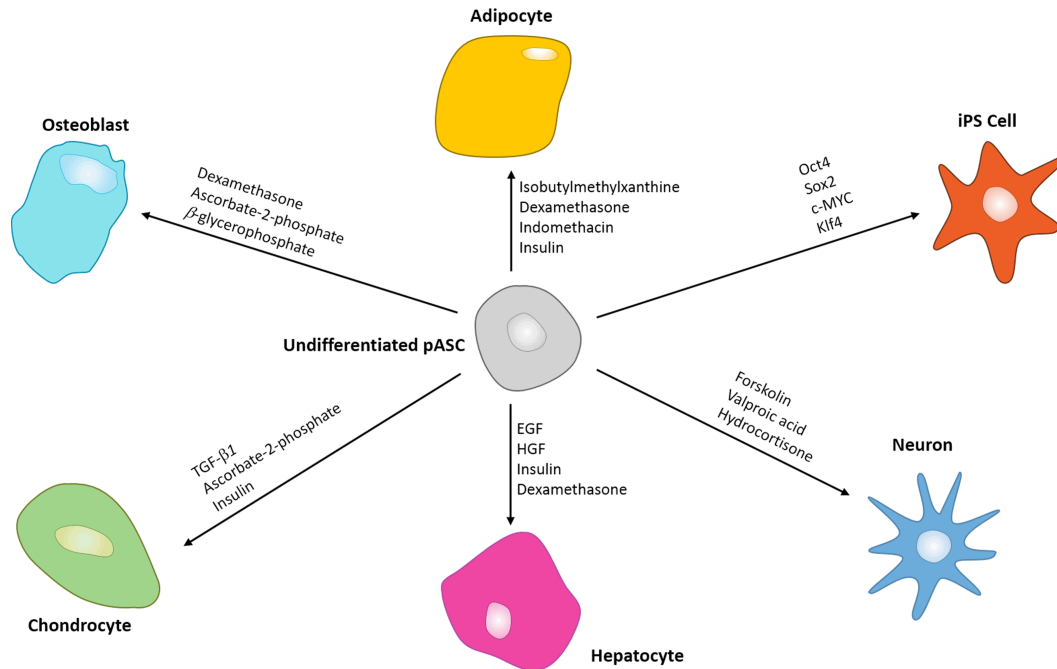 Adipocyte
Osteoblast
iPS Cell
Dexamethasone
Ascorbate-2-phosphate
β-glycerophosphate
Isobutylmethylxanthine
Dexamethasone
Indomethacin
Insulin
Oct4
Sox2
c-MYC
Klf4
Undifferentiated pASC
TGF-β1
Ascorbate-2-phosphate
Insulin
EGF
HGF
Insulin
Dexamethasone
Forskolin
Valproic acid
Hydrocortisone
Neuron
Chondrocyte
Hepatocyte